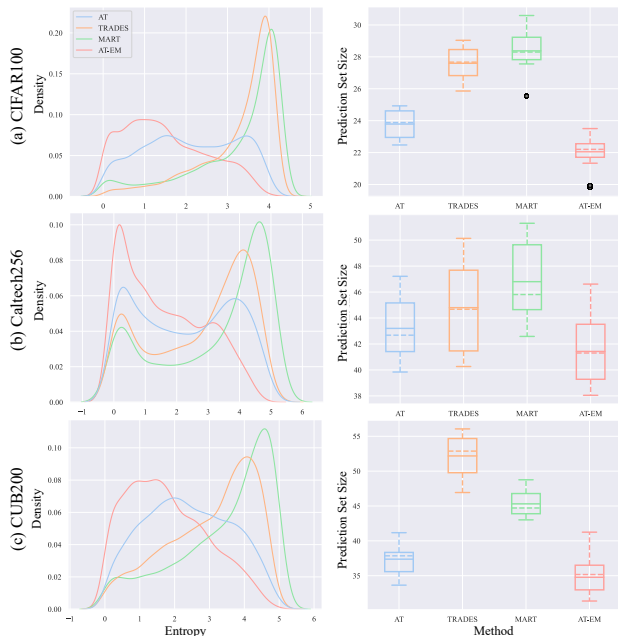 (a) CIFAR100
Density
0.20
0.15
0.10
0.05
0.00
AT
TRADES
MART
AT-EM
0 1 2 3 4 5
Prediction Set Size
30
28
26
24
22
20
AT TRADES MART AT-EM
(b) Caltech256
Density
0.10
0.08
0.06
0.04
0.02
0.00
−1 0 1 2 3 4 5 6
Prediction Set Size
50
48
46
44
42
40
38
AT TRADES MART AT-EM
(c) CUB200
Density
0.10
0.08
0.06
0.04
0.02
0.00
−1 0 1 2 3 4 5 6
Entropy
Prediction Set Size
55
50
45
40
35
AT TRADES MART AT-EM
Method